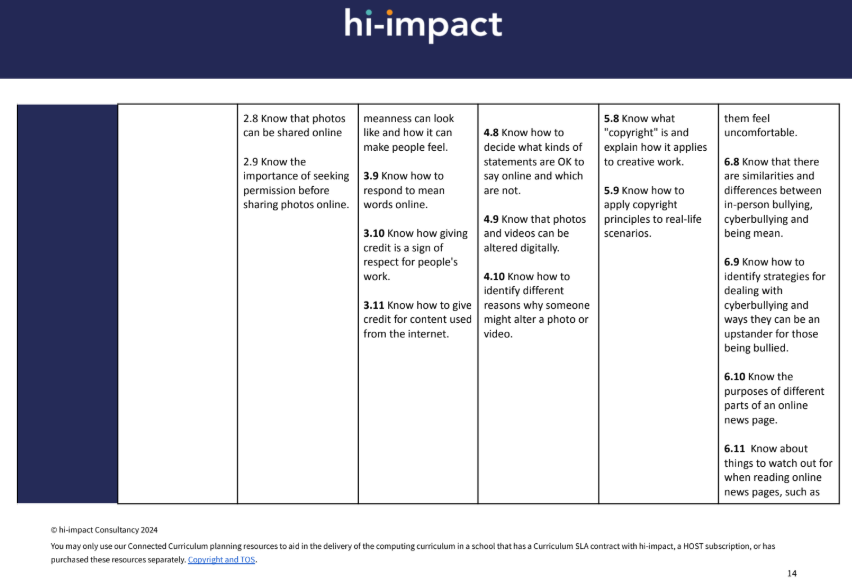 hi-impact
2.8 Know that photos
can be shared online
2.9 Know the
importance of seeking
permission before
sharing photos online.
meanness can look
like and how it can
make people feel.
3.9 Know how to
respond to mean
words online.
3.10 Know how giving
credit is a sign of
respect for people's
work.
3.11 Know how to give
credit for content used
from the internet.
4.8 Know how to
decide what kinds of
statements are OK to
say online and which
are not.
4.9 Know that photos
and videos can be
altered digitally.
4.10 Know how to
identify different
reasons why someone
might alter a photo or
video.
5.8 Know what
"copyright" is and
explain how it applies
to creative work.
5.9 Know how to
apply copyright
principles to real-life
scenarios.
them feel
uncomfortable.
6.8 Know that there
are similarities and
differences between
in-person bullying,
cyberbullying and
being mean.
6.9 Know how to
identify strategies for
dealing with
cyberbullying and
ways they can be an
upstander for those
being bullied.
6.10 Know the
purposes of different
parts of an online
news page.
6.11 Know about
things to watch out for
when reading online
news pages, such as
© hi-impact Consultancy 2024
You may only use our Connected Curriculum planning resources to aid in the delivery of the computing curriculum in a school that has a Curriculum SLA contract with hi-impact, a HOST subscription, or has
purchased these resources separately. Copyright and TOS.
14